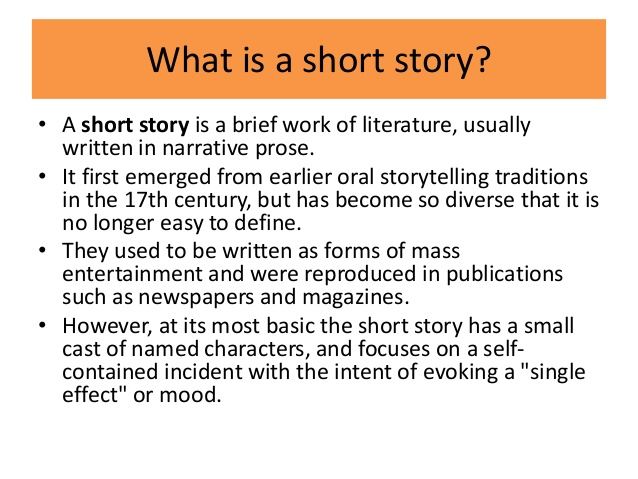 What is a short story?
• A short story is a brief work of literature, usually
written in narrative prose.
• It first emerged from earlier oral storytelling traditions
in the 17th century, but has become so diverse that it is
no longer easy to define.
• They used to be written as forms of mass
entertainment and were reproduced in publications
such as newspapers and magazines.
• However, at its most basic the short story has a small
cast of named characters, and focuses on a self-
contained incident with the intent of evoking a "single
effect" or mood.